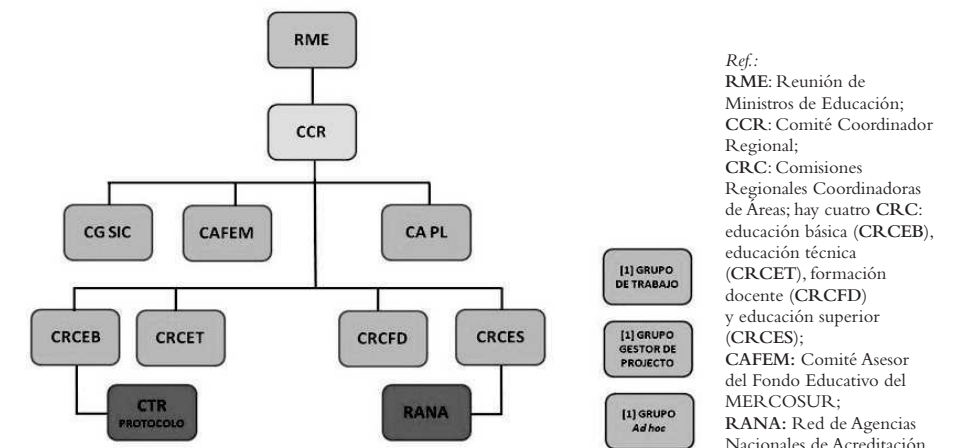 RME
CCR
CG SIC
CAFEM
CA PL
CRCEB
CRCET
CRCFD
CRCES
CTR
PROTOCOLO
RANA
[1] GRUPO
DE TRABAJO
[1] GRUPO
GESTOR DE
PROJECTO
[1] GRUPO
Ad hoc
Ref.:
RME: Reunión de
Ministros de Educación;
CCR: Comité Coordinador
Regional;
CRC: Comisiones
Regionales Coordinadoras
de Áreas; hay cuatro CRC:
educación básica (CRCEB),
educación técnica
(CRCET), formación
docente (CRCFD)
y educación superior
(CRCES);
CAFEM: Comité Asesor
del Fondo Educativo del
MERCOSUR;
RANA: Red de Agencias
Nacionales de Acreditación